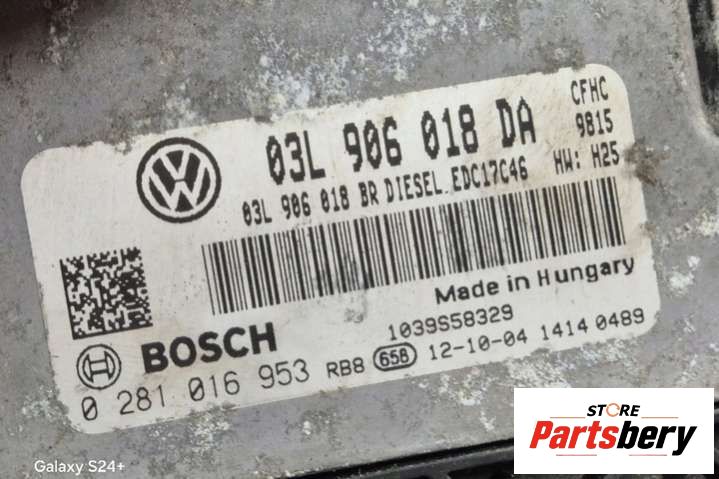 03L 906 018 DA
CFHC
9815
03L 906 018 BR DIESEL EDC17C46
HW: H25
Made in Hungary
BOSCH
1039S58329
0 281 016 953 RB8 658 12-10-04 1414 0489
STORE
Partsbery
Galaxy S24+